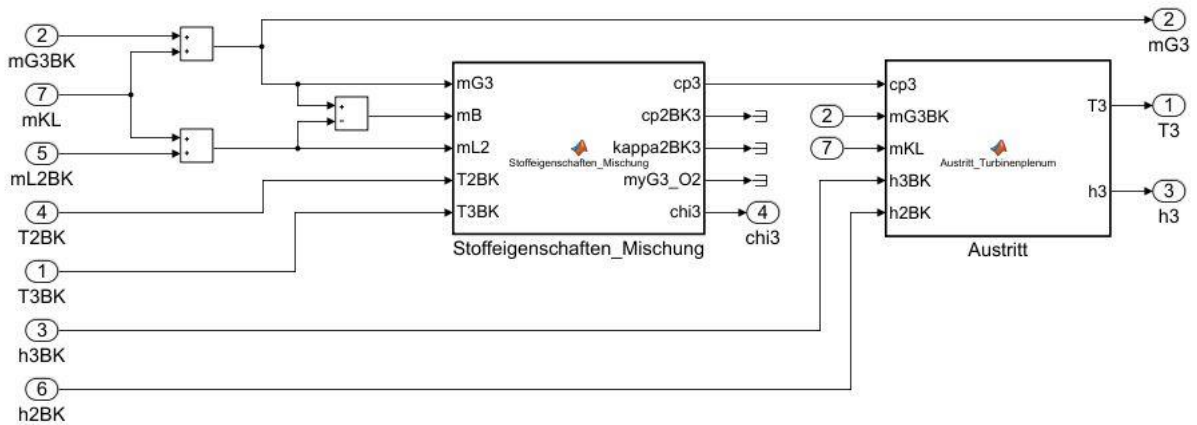 2
mG3BK
7
mKL
5
mL2BK
4
T2BK
1
T3BK
3
h3BK
6
h2BK
+
+
+
+
+
-
mG3
mB
mL2
T2BK
T3BK
Stoffeigenschaften_Mischung
cp3
cp2BK3
kappa2BK3
myG3_O2
chi3
Stoffeigenschaften_Mischung
4
chi3
2
7
cp3
mG3BK
mKL
h3BK
h2BK
Austritt_Turbinenplenum
T3
h3
Austritt
2
mG3
1
T3
3
h3